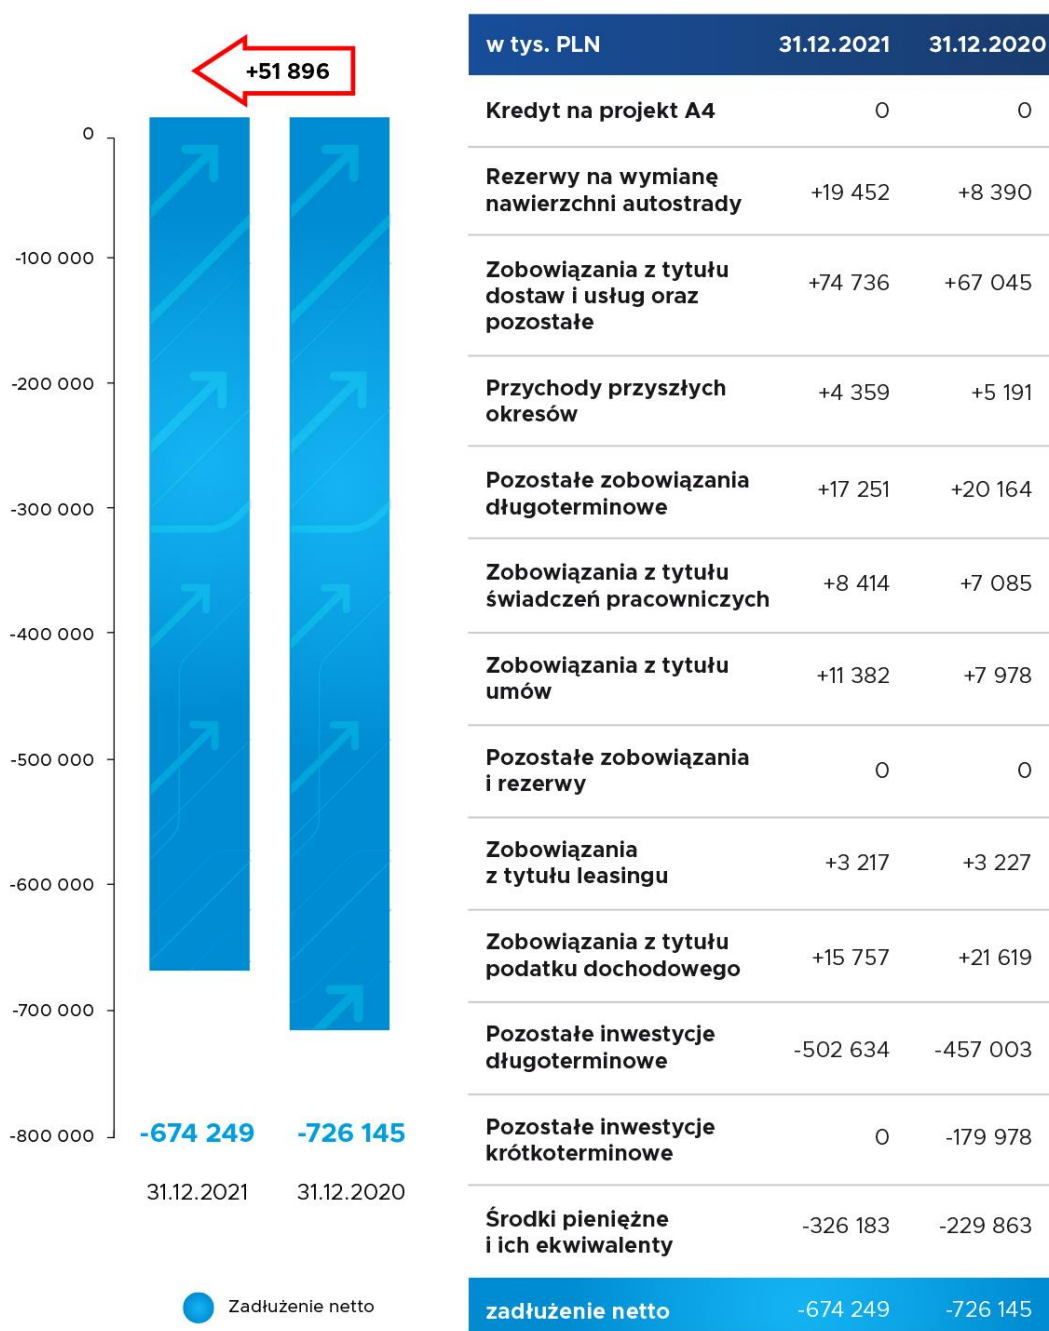 +51 896
0
-100 000
-200 000
-300 000
-400 000
-500 000
-600 000
-700 000
-800 000
-674 249 -726 145
31.12.2021 31.12.2020
Zadłużenie netto
w tys. PLN 31.12.2021 31.12.2020
Kredyt na projekt A4 0 0
Rezerwy na wymianę
nawierzchni autostrady +19 452 +8 390
Zobowiązania z tytułu
dostaw i usług oraz +74 736 +67 045
pozostałe
Przychody przyszłych +4 359 +5 191
okresów
Pozostałe zobowiązania +17 251 +20 164
długoterminowe
Zobowiązania z tytułu +8 414 +7 085
świadczeń pracowniczych
Zobowiązania z tytułu +11 382 +7 978
umów
Pozostałe zobowiązania 0 0
i rezerwy
Zobowiązania +3 217 +3 227
z tytułu leasingu
Zobowiązania z tytułu +15 757 +21 619
podatku dochodowego
Pozostałe inwestycje -502 634 -457 003
długoterminowe
Pozostałe inwestycje 0 -179 978
krótkoterminowe
Środki pieniężne -326 183 -229 863
i ich ekwiwalenty
zadłużenie netto -674 249 -726 145